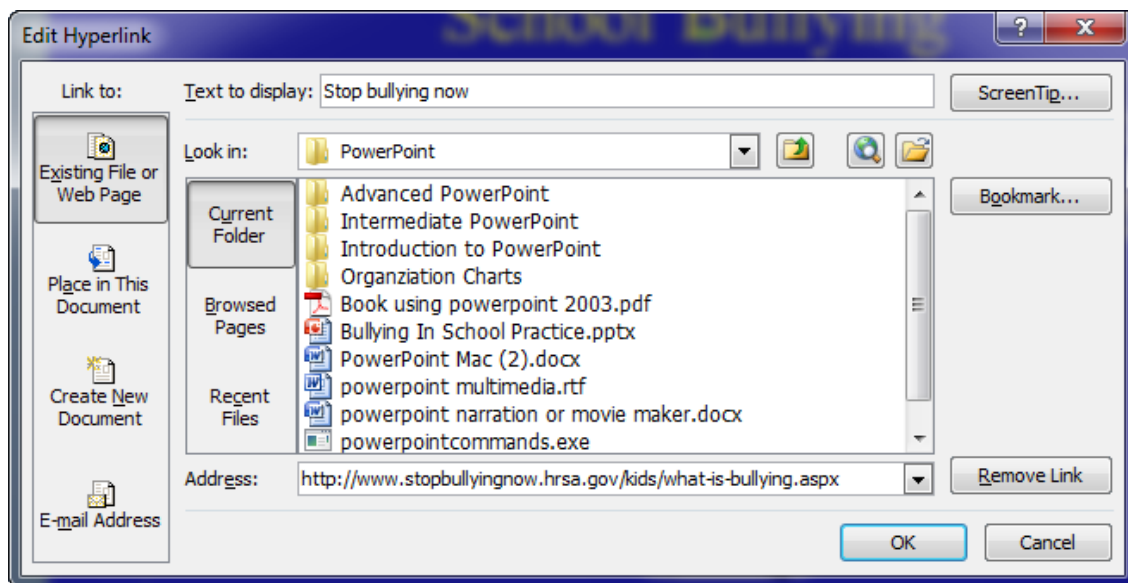 School Bullying
Edit Hyperlink
Link to:
Text to display: Stop bullying now
ScreenTip...
Existing File or
Web Page
Look in: PowerPoint
Current
Folder
Advanced PowerPoint
Intermediate PowerPoint
Introduction to PowerPoint
Organziation Charts
Book using powerpoint 2003.pdf
Bullying In School Practice.pptx
PowerPoint Mac (2).docx
powerpoint multimedia.rtf
powerpoint narration or movie maker.docx
powerpointcommands.exe
Bookmark...
Place in This
Document
Browsed
Pages
Create New
Document
Recent
Files
E-mail Address
Address: http://www.stopbullyingnow.hrsa.gov/kids/what-is-bullying.aspx
Remove Link
OK
Cancel